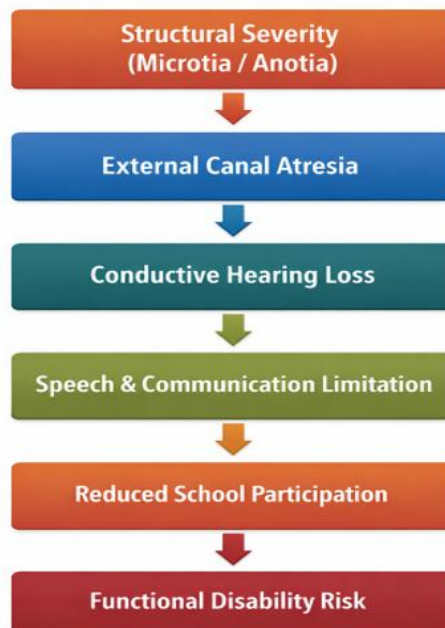 Structural Severity
(Microtia / Anotia)
External Canal Atresia
Conductive Hearing Loss
Speech & Communication Limitation
Reduced School Participation
Functional Disability Risk